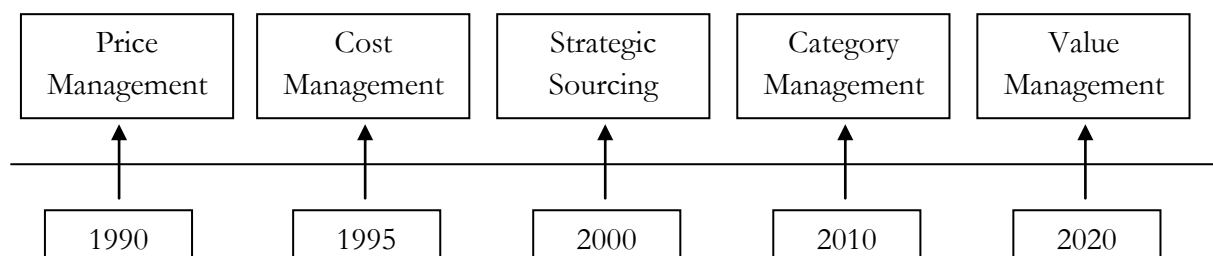 Price
Management
Cost
Management
Strategic
Sourcing
Category
Management
Value
Management
1990
1995
2000
2010
2020